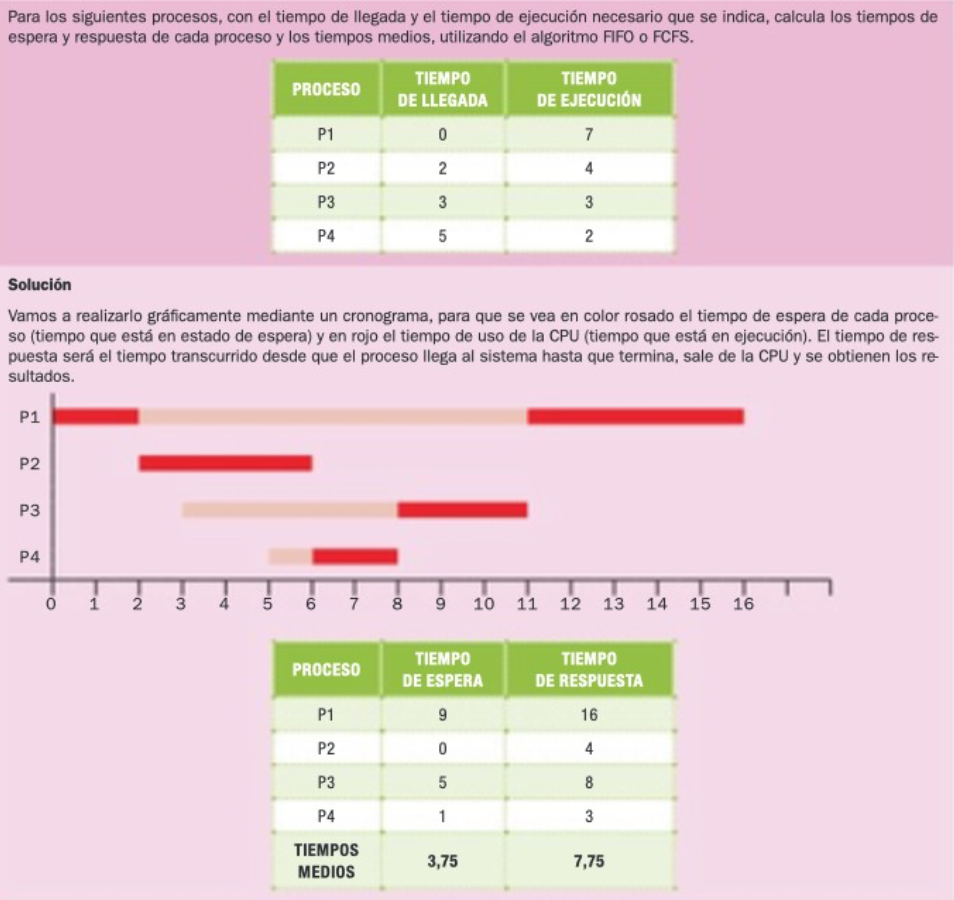 Para los siguientes procesos, con el tiempo de llegada y el tiempo de ejecución necesario que se indica, calcula los tiempos de
espera y respuesta de cada proceso y los tiempos medios, utilizando el algoritmo FIFO o FCFS.
PROCESO TIEMPO DE LLEGADA TIEMPO DE EJECUCIÓN
P1 0 7
P2 2 4
P3 3 3
P4 5 2
Solución
Vamos a realizarlo gráficamente mediante un cronograma, para que se vea en color rosado el tiempo de espera de cada proce-
so (tiempo que está en estado de espera) y en rojo el tiempo de uso de la CPU (tiempo que está en ejecución). El tiempo de res-
puesta será el tiempo transcurrido desde que el proceso llega al sistema hasta que termina, sale de la CPU y se obtienen los re-
sultados.
P1
P2
P3
P4
0 1 2 3 4 5 6 7 8 9 10 11 12 13 14 15 16
PROCESO TIEMPO DE ESPERA TIEMPO DE RESPUESTA
P1 9 16
P2 0 4
P3 5 8
P4 1 3
TIEMPOS MEDIOS 3,75 7,75